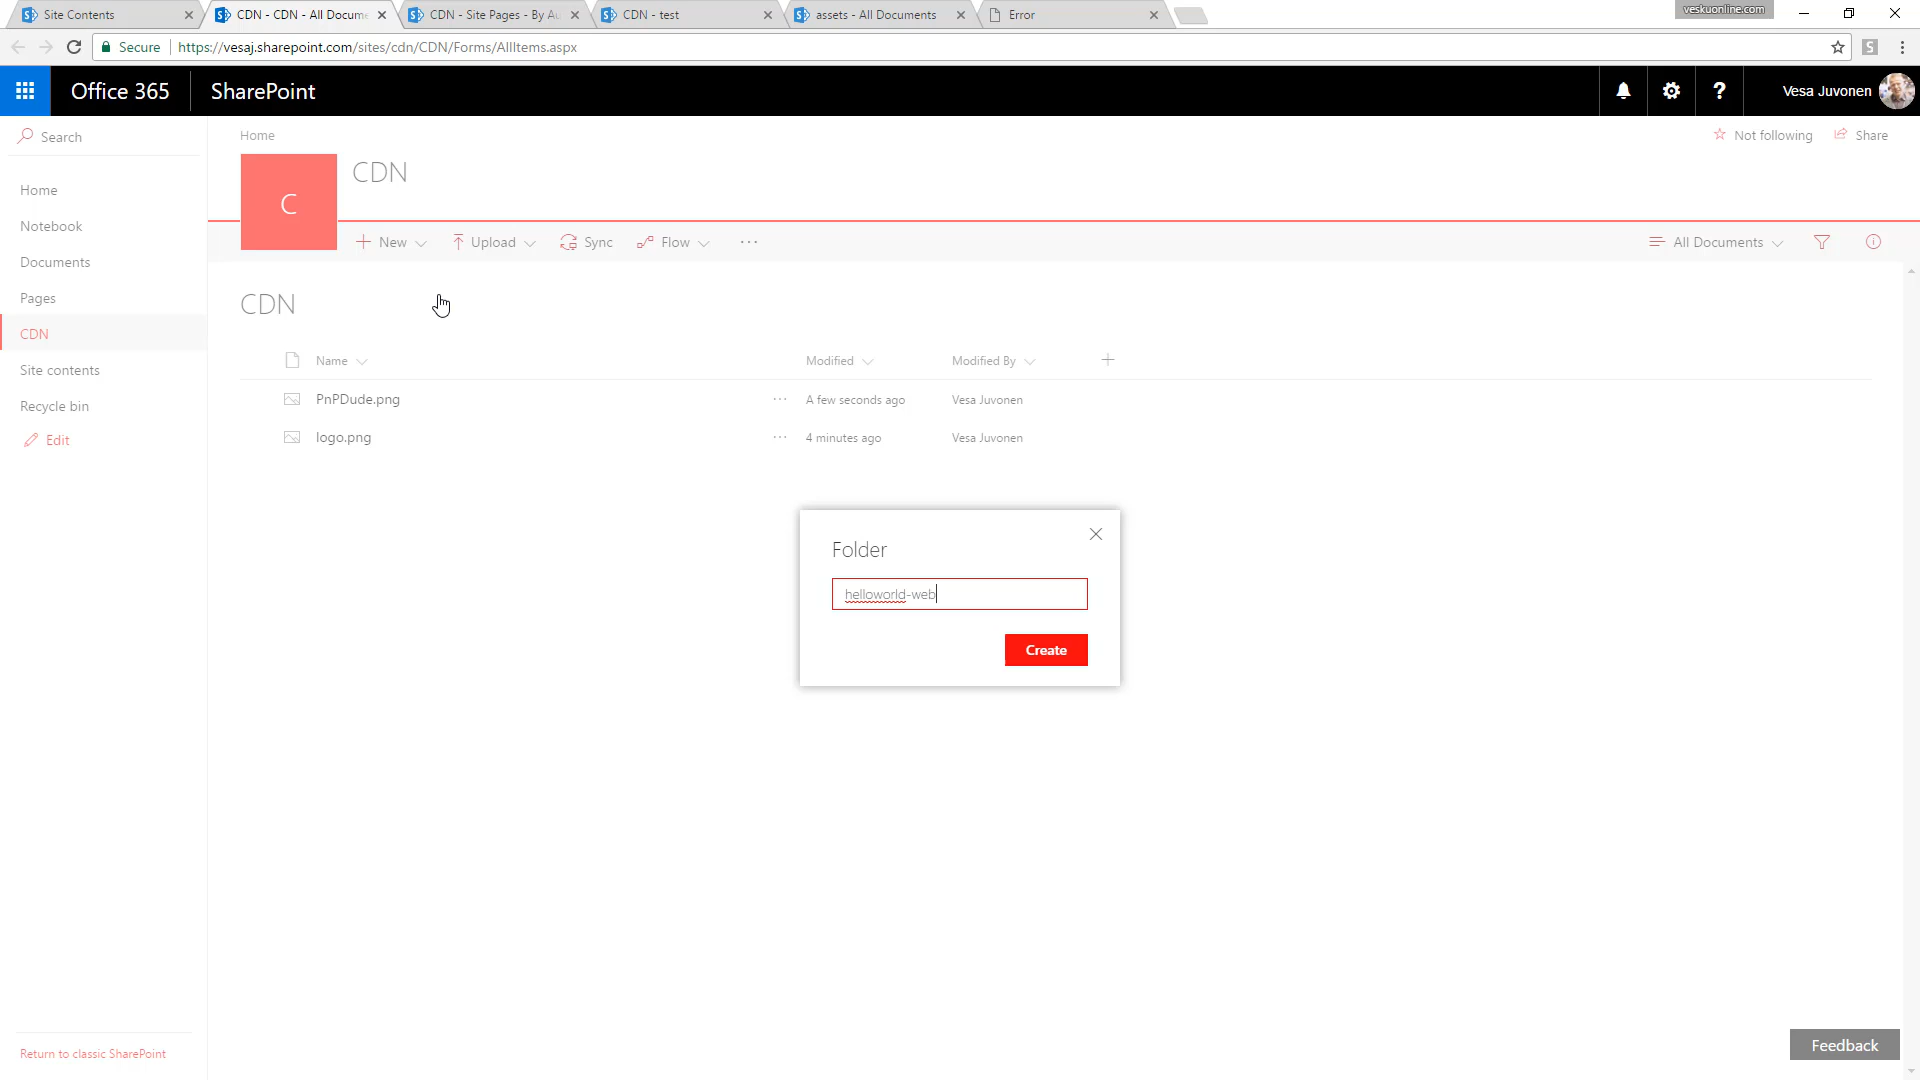 Site Contents
CDN - CDN - All Docume
CDN - Site Pages - By Au
CDN - test
assets - All Documents
Error
veskuonline.com
Secure
https://vesaj.sharepoint.com/sites/cdn/CDN/Forms/AllItems.aspx
S
Office 365
SharePoint
?
Vesa Juvonen
Search
Home
Not following
Share
C
CDN
New
Upload
Sync
Flow
All Documents
Home
Notebook
Documents
Pages
CDN
Site contents
Recycle bin
Edit
CDN
Name
Modified
Modified By
PnPDude.png
A few seconds ago
Vesa Juvonen
logo.png
4 minutes ago
Vesa Juvonen
Folder
helloworld-web
Create
Return to classic SharePoint
Feedback